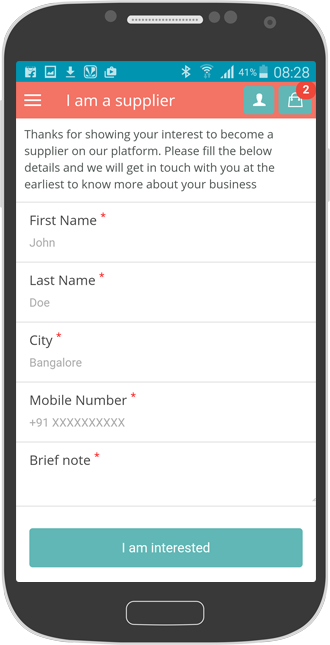 41% 08:28
I am a supplier 2
Thanks for showing your interest to become a
supplier on our platform. Please fill the below
details and we will get in touch with you at the
earliest to know more about your business
First Name *
John
Last Name *
Doe
City *
Bangalore
Mobile Number *
+91 XXXXXXXXXX
Brief note *
I am interested